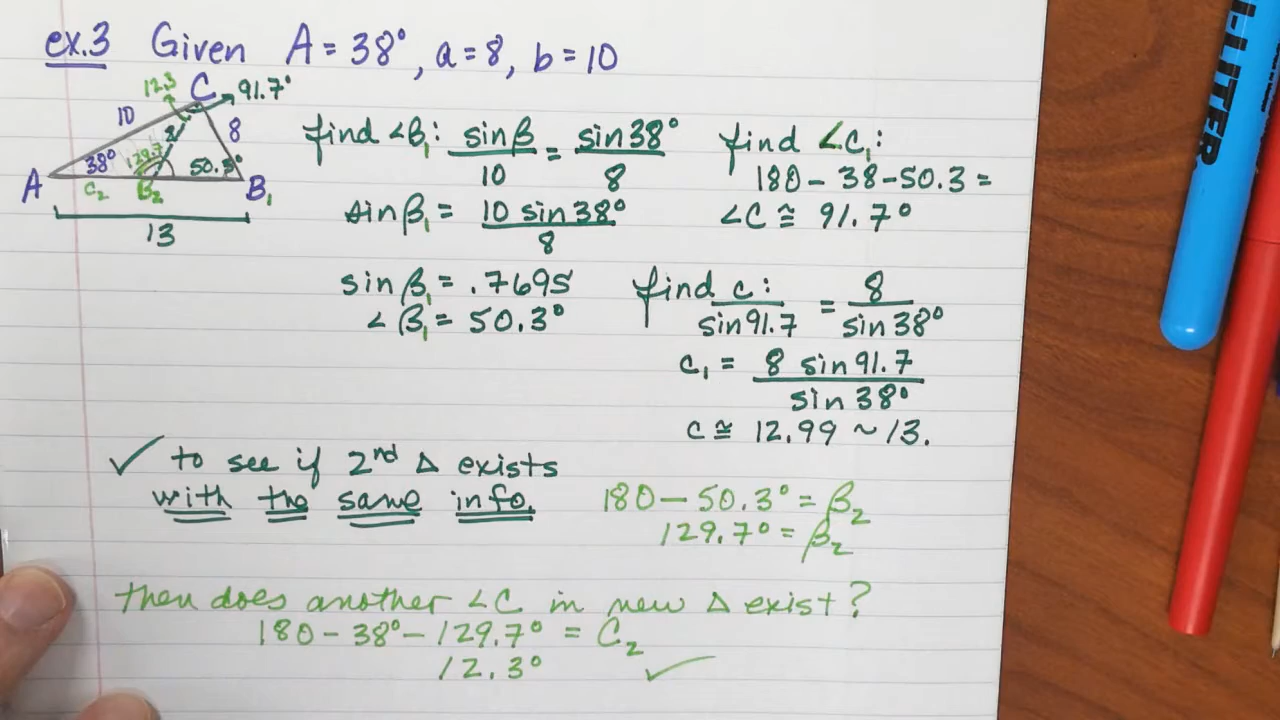 ex.3 Given A = 38°, a = 8, b = 10
12.3
C
91.7°
10
8
8
38°
129.7
50.3°
A
C₂
B₂
B₁
13
find ∠B₁: sinβ/10 = sin38°/8
sinβ₁ = 10 sin38°/8
sinβ₁ = .7695
∠β₁ = 50.3°
find ∠C₁:
180 - 38 - 50.3 =
∠C ≅ 91.7°
find c:/sin91.7 = 8/sin38°
c₁ = 8 sin91.7/sin38°
c ≅ 12.99 ~ 13.
✓ to see if 2nd △ exists
with the same info.
180 - 50.3° = β₂
129.7° = β₂
then does another ∠C in new △ exist?
180 - 38° - 129.7° = C₂
12.3° ✓
LITER